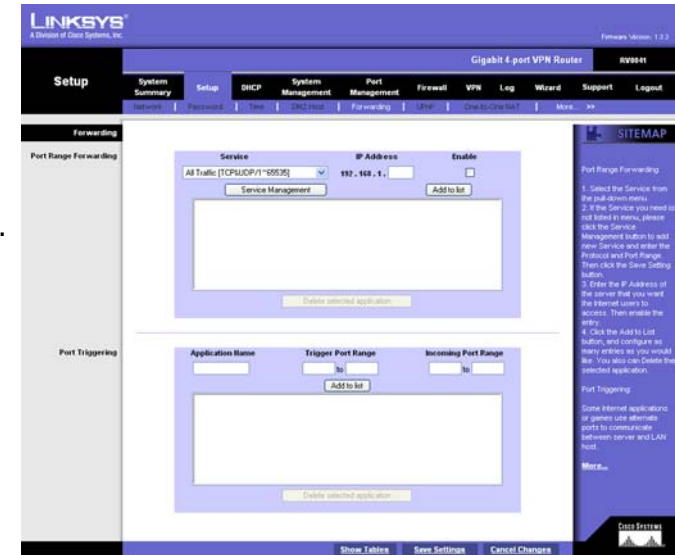 LINKSYS®
A Division of Cisco Systems, Inc.
Firmware Version: 1.3.3
Gigabit 4-port VPN Router
RV0041
Setup
System Summary
Setup
DHCP
System Management
Port Management
Firewall
VPN
Log
Wizard
Support
Logout
Network | Password | Time | DMZ Host | Forwarding | UPnP | One-to-One NAT | More... >>
Forwarding
SITEMAP
Port Range Forwarding
Service
IP Address
Enable
All Traffic [TCP&UDP/1~65535]
192 . 168 . 1 .
Service Management
Add to list
Delete selected application
Port Range Forwarding
1. Select the Service from
the pull-down menu.
2. If the Service you need is
not listed in menu, please
click the Service
Management button to add
new Service and enter the
Protocol and Port Range.
Then click the Save Setting
button.
3. Enter the IP Address of
the server that you want
the Internet users to
access. Then enable the
entry.
4. Click the Add to List
button, and configure as
many entries as you would
like. You also can Delete the
selected application.
Port Triggering
Some Internet applications
or games use alternate
ports to communicate
between server and LAN
host.
More...
Port Triggering
Application Name
Trigger Port Range
Incoming Port Range
to
to
Add to list
Delete selected application
Show Tables
Save Settings
Cancel Changes
CISCO SYSTEMS
.